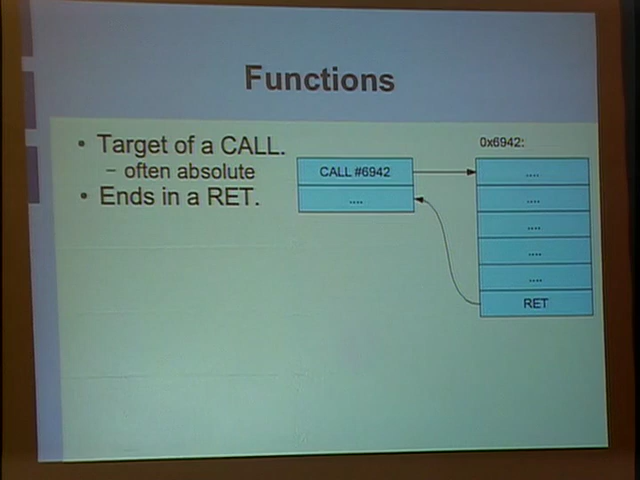 Functions
• Target of a CALL.
– often absolute
• Ends in a RET.
CALL #6942
....
0x6942:
....
....
....
....
....
RET